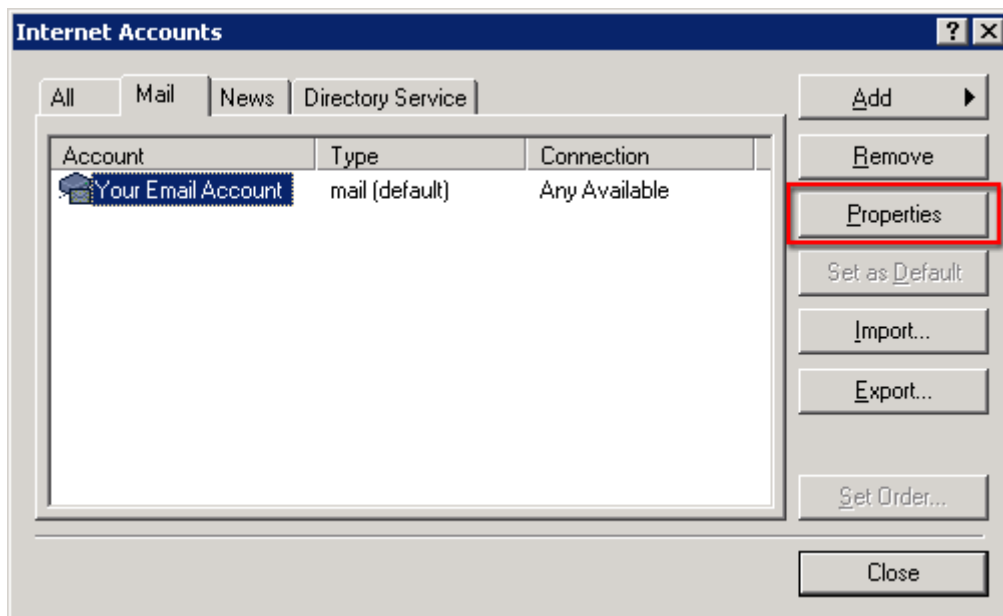 Internet Accounts
All Mail News Directory Service
Account Type Connection
Your Email Account mail (default) Any Available
Add
Remove
Properties
Set as Default
Import...
Export...
Set Order...
Close